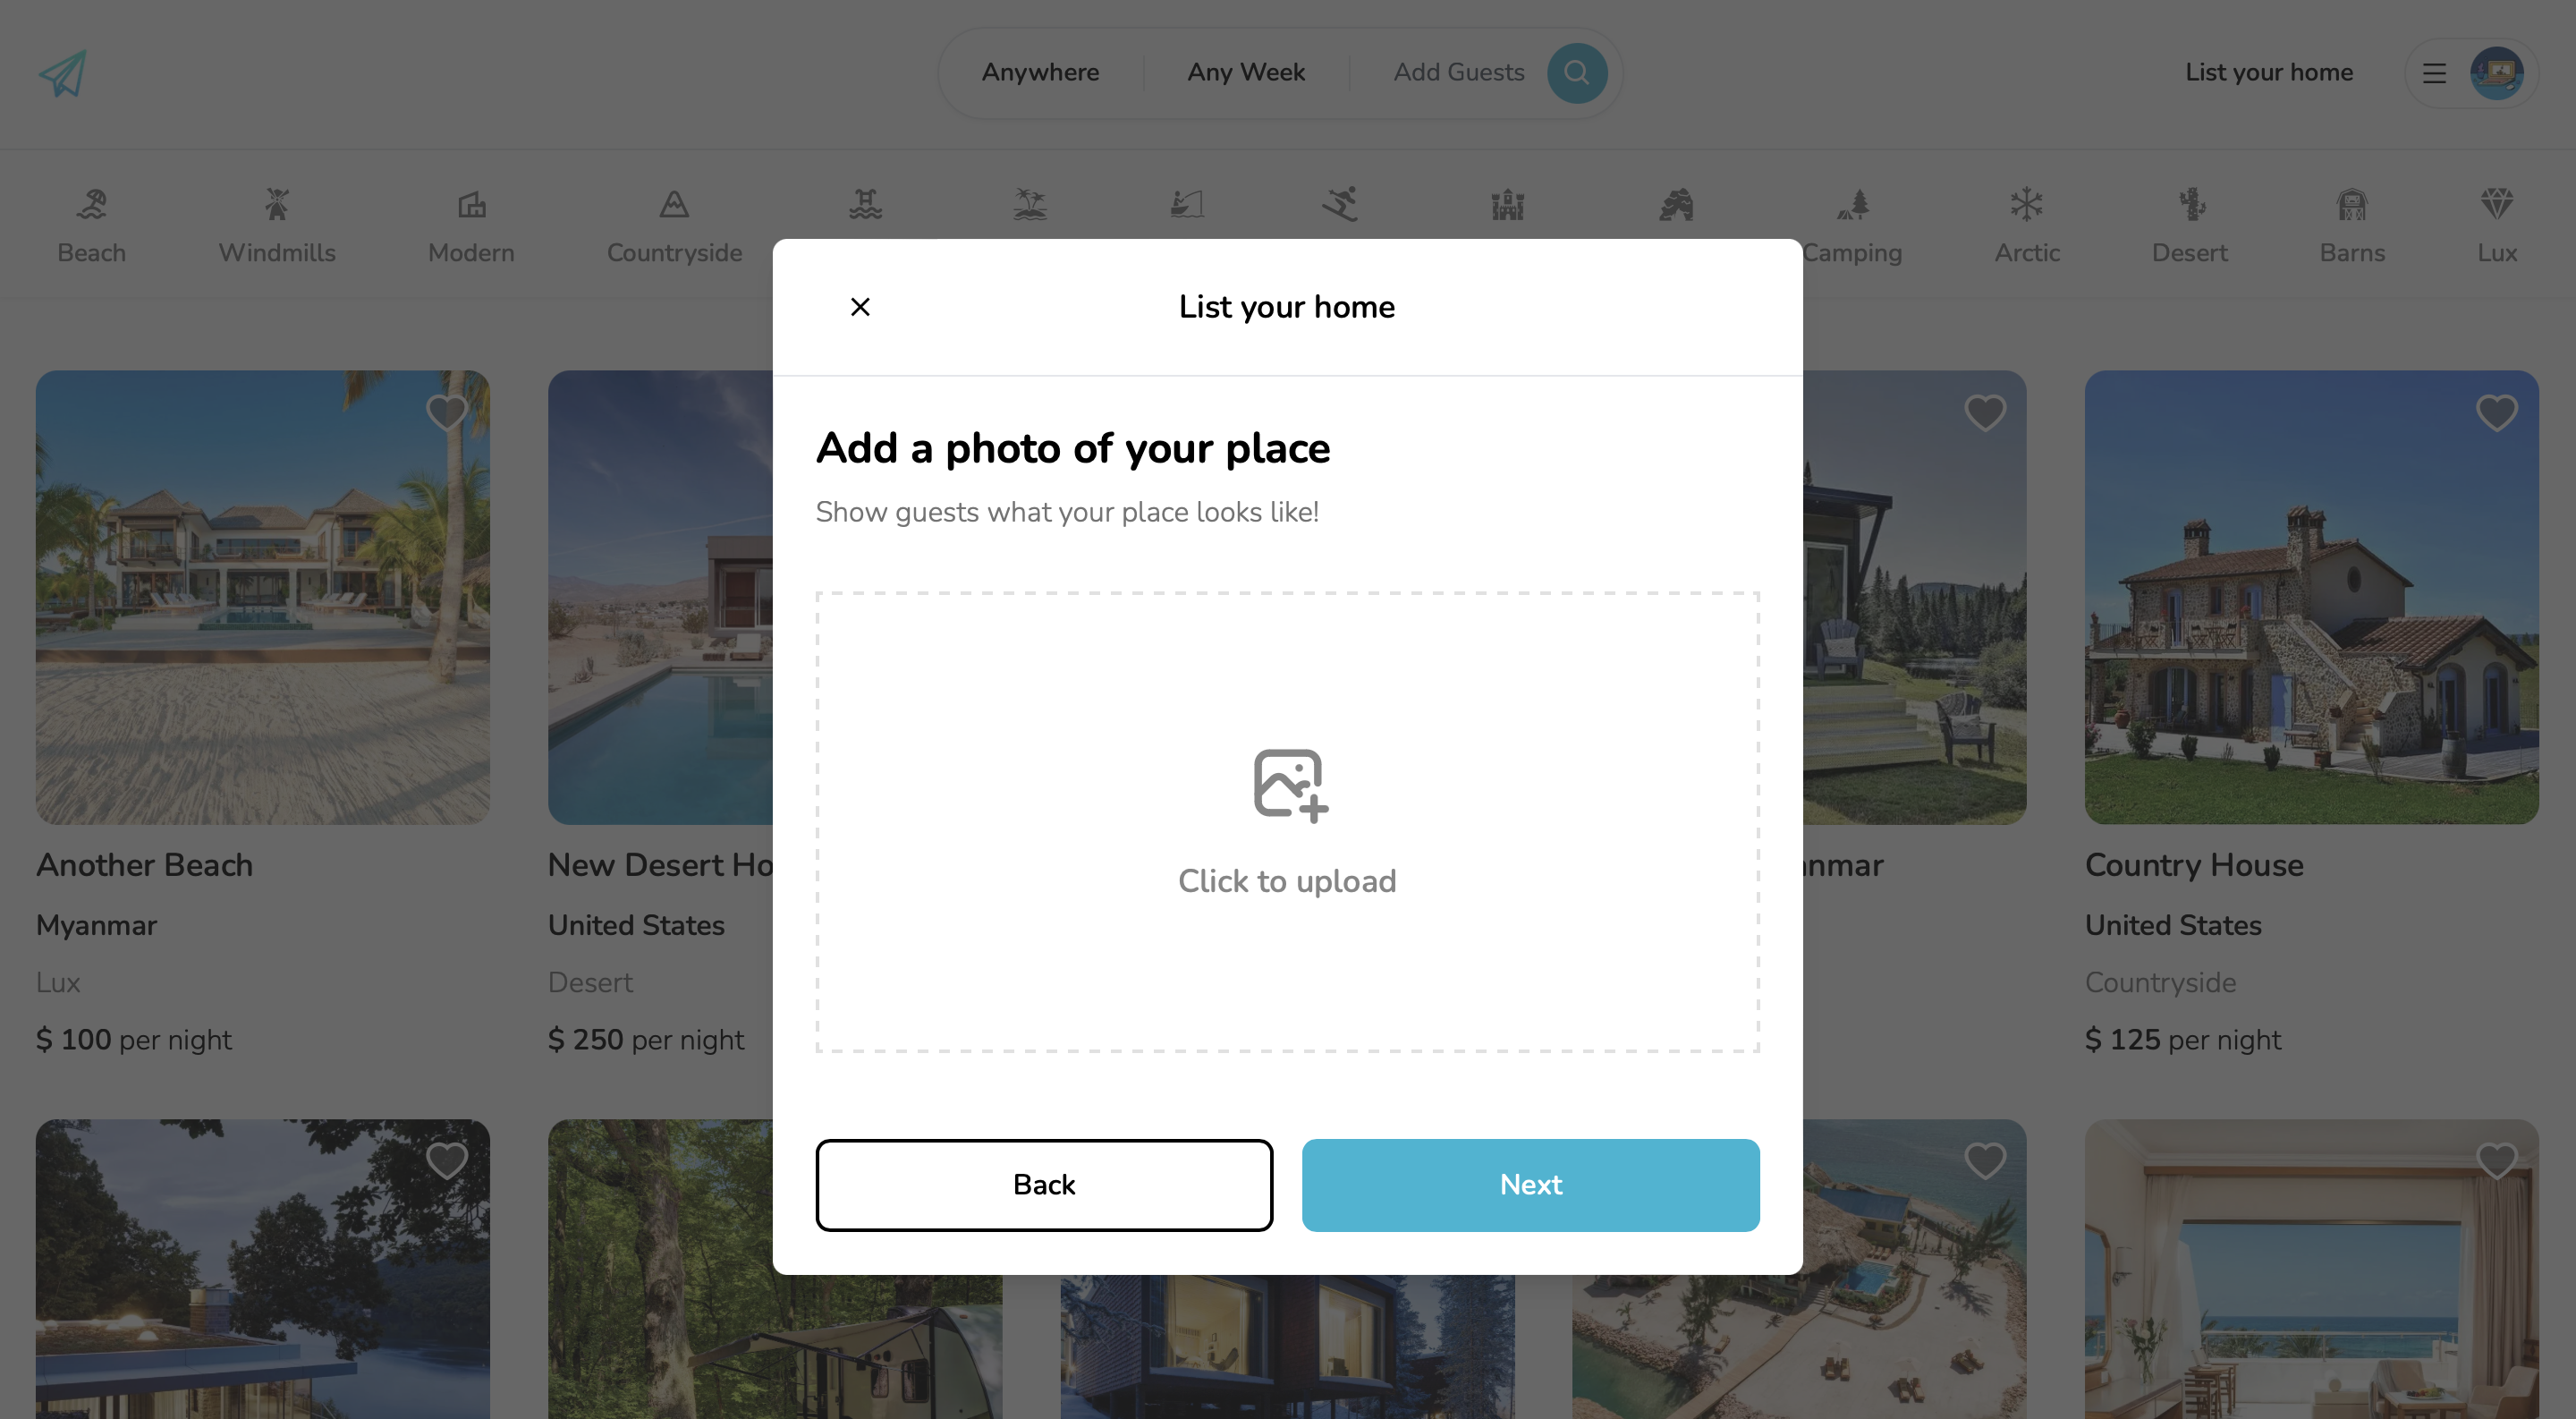 Anywhere
Any Week
Add Guests
List your home
Beach
Windmills
Modern
Countryside
Camping
Arctic
Desert
Barns
Lux
List your home
Add a photo of your place
Show guests what your place looks like!
Click to upload
Back
Next
Another Beach
Myanmar
Lux
$ 100 per night
New Desert Ho
United States
Desert
$ 250 per night
nmar
Country House
United States
Countryside
$ 125 per night